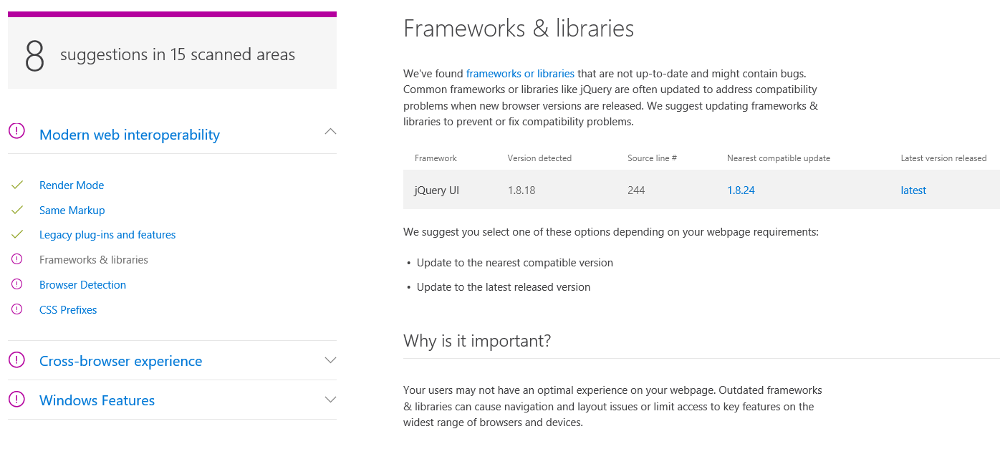 8 suggestions in 15 scanned areas
Modern web interoperability
Render Mode
Same Markup
Legacy plug-ins and features
Frameworks & libraries
Browser Detection
CSS Prefixes
Cross-browser experience
Windows Features
Frameworks & libraries
We've found frameworks or libraries that are not up-to-date and might contain bugs.
Common frameworks or libraries like jQuery are often updated to address compatibility
problems when new browser versions are released. We suggest updating frameworks &
libraries to prevent or fix compatibility problems.
Framework Version detected Source line # Nearest compatible update Latest version released
jQuery UI 1.8.18 244 1.8.24 latest
We suggest you select one of these options depending on your webpage requirements:
• Update to the nearest compatible version
• Update to the latest released version
Why is it important?
Your users may not have an optimal experience on your webpage. Outdated frameworks
& libraries can cause navigation and layout issues or limit access to key features on the
widest range of browsers and devices.